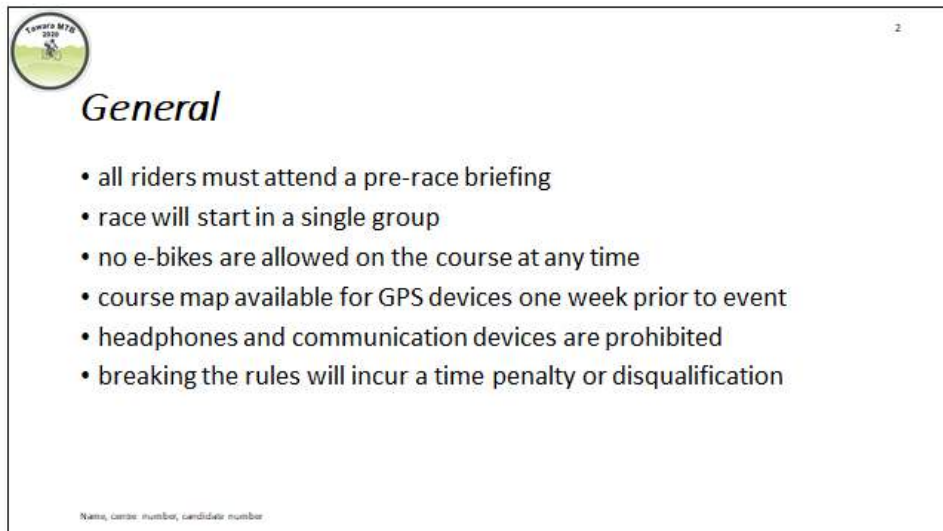 Tawara MTB
2020
2
General
• all riders must attend a pre-race briefing
• race will start in a single group
• no e-bikes are allowed on the course at any time
• course map available for GPS devices one week prior to event
• headphones and communication devices are prohibited
• breaking the rules will incur a time penalty or disqualification
Name, centre number, candidate number